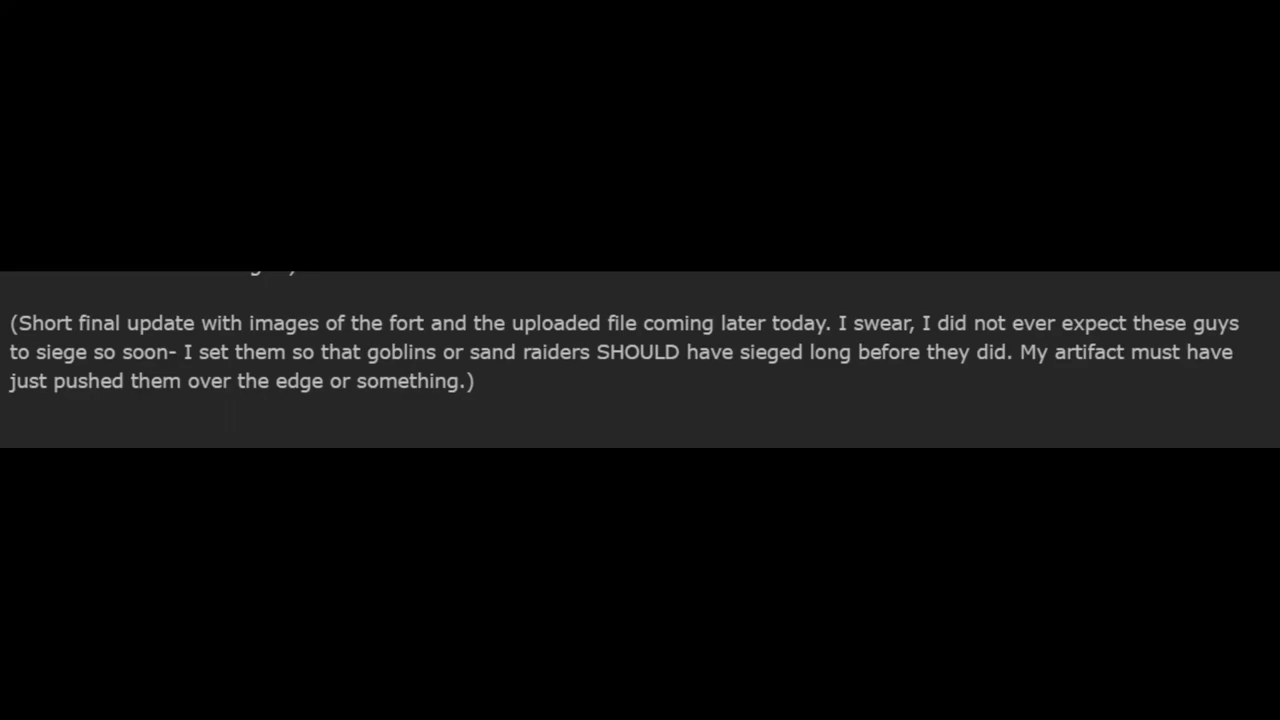 (Short final update with images of the fort and the uploaded file coming later today. I swear, I did not ever expect these guys
to siege so soon- I set them so that goblins or sand raiders SHOULD have sieged long before they did. My artifact must have
just pushed them over the edge or something.)